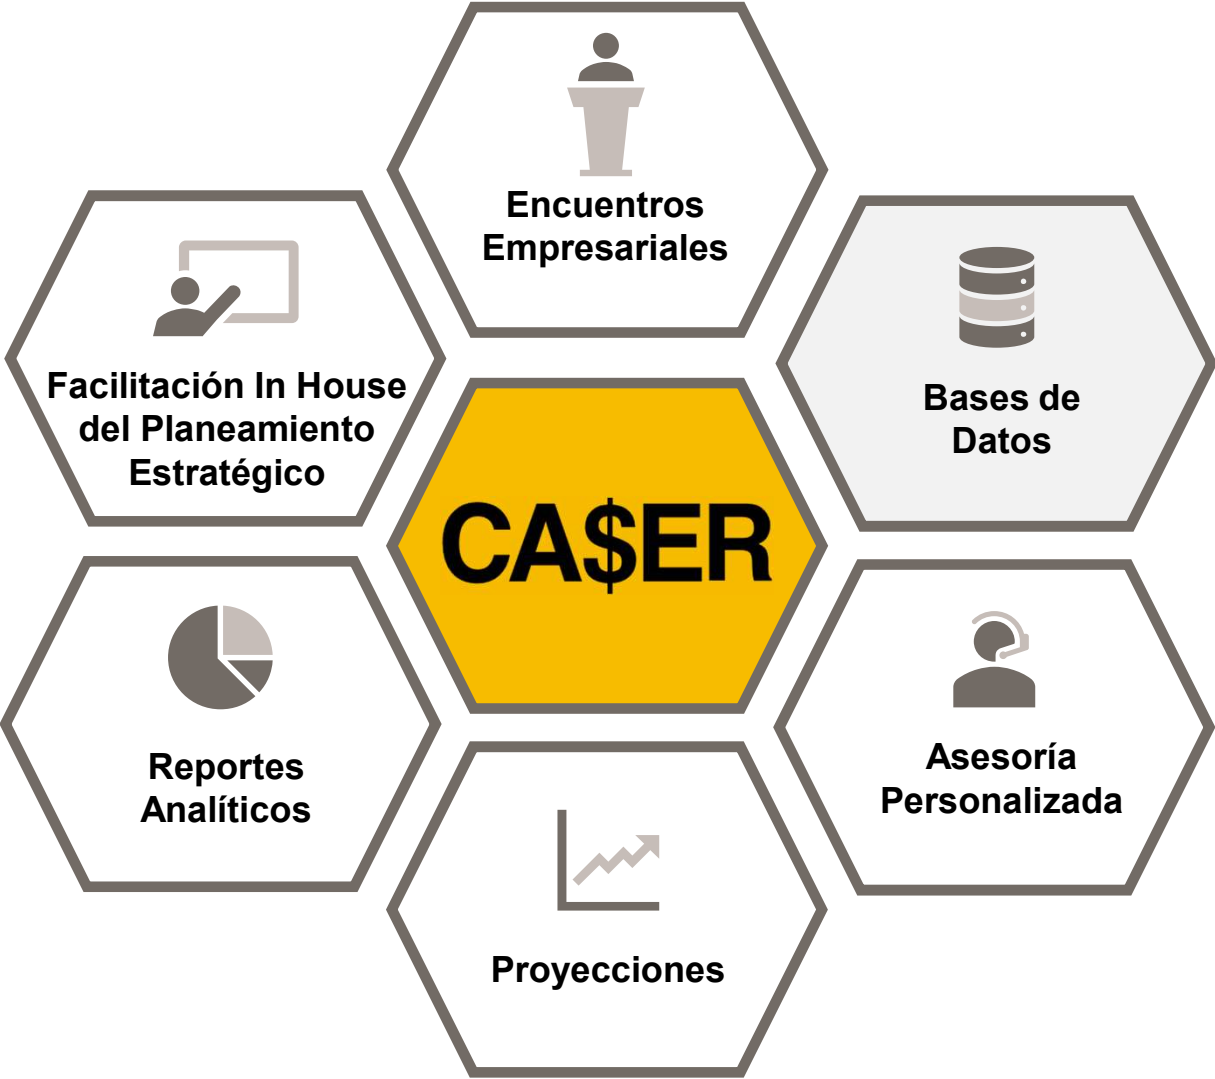 Encuentros
Empresariales
Bases de
Datos
Facilitación In House
del Planeamiento
Estratégico
CA$ER
Asesoría
Personalizada
Reportes
Analíticos
Proyecciones